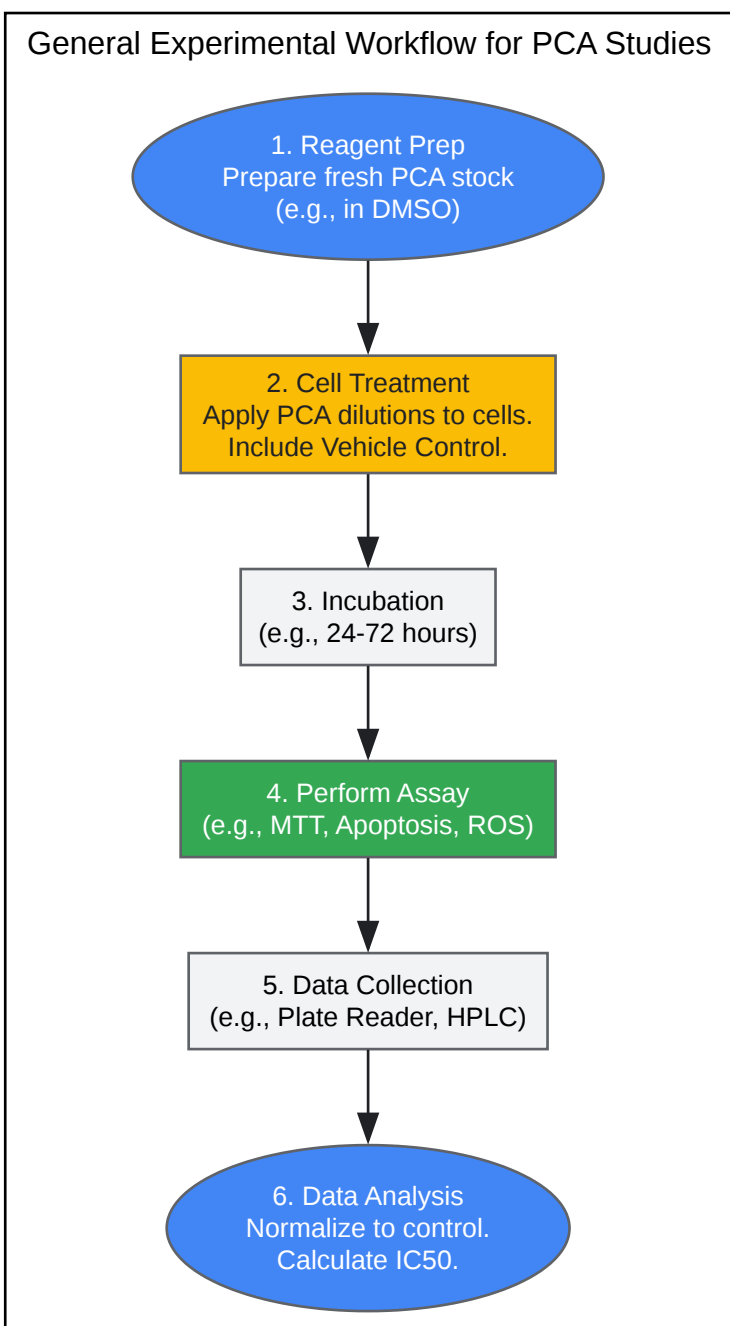 General Experimental Workflow for PCA Studies
1. Reagent Prep
Prepare fresh PCA stock
(e.g., in DMSO)
2. Cell Treatment
Apply PCA dilutions to cells.
Include Vehicle Control.
3. Incubation
(e.g., 24-72 hours)
4. Perform Assay
(e.g., MTT, Apoptosis, ROS)
5. Data Collection
(e.g., Plate Reader, HPLC)
6. Data Analysis
Normalize to control.
Calculate IC50.